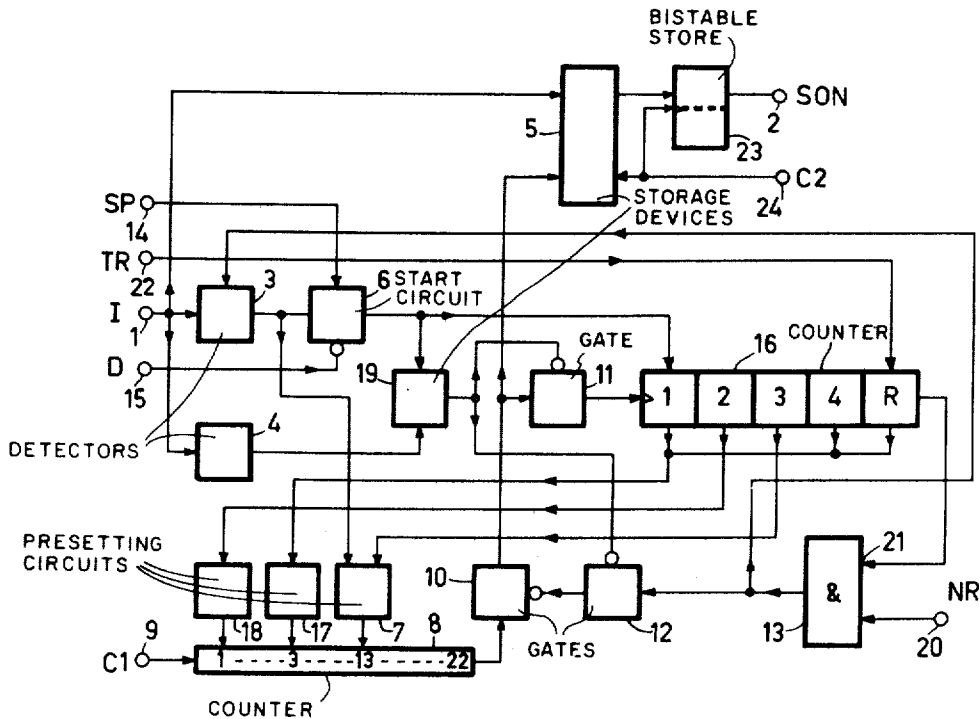 BISTABLE
STORE
SON
2
5
23
C2
24
STORAGE
DEVICES
SP
14
TR
22
3
6
START
CIRCUIT
I
1
GATE
COUNTER
16
D
15
19
11
1 2 3 4 R
4
DETECTORS
PRESETTING
CIRCUITS
10
21
&
NR
20
13
12
GATES
18
17
7
8
9
C1
1 3 13 22
COUNTER